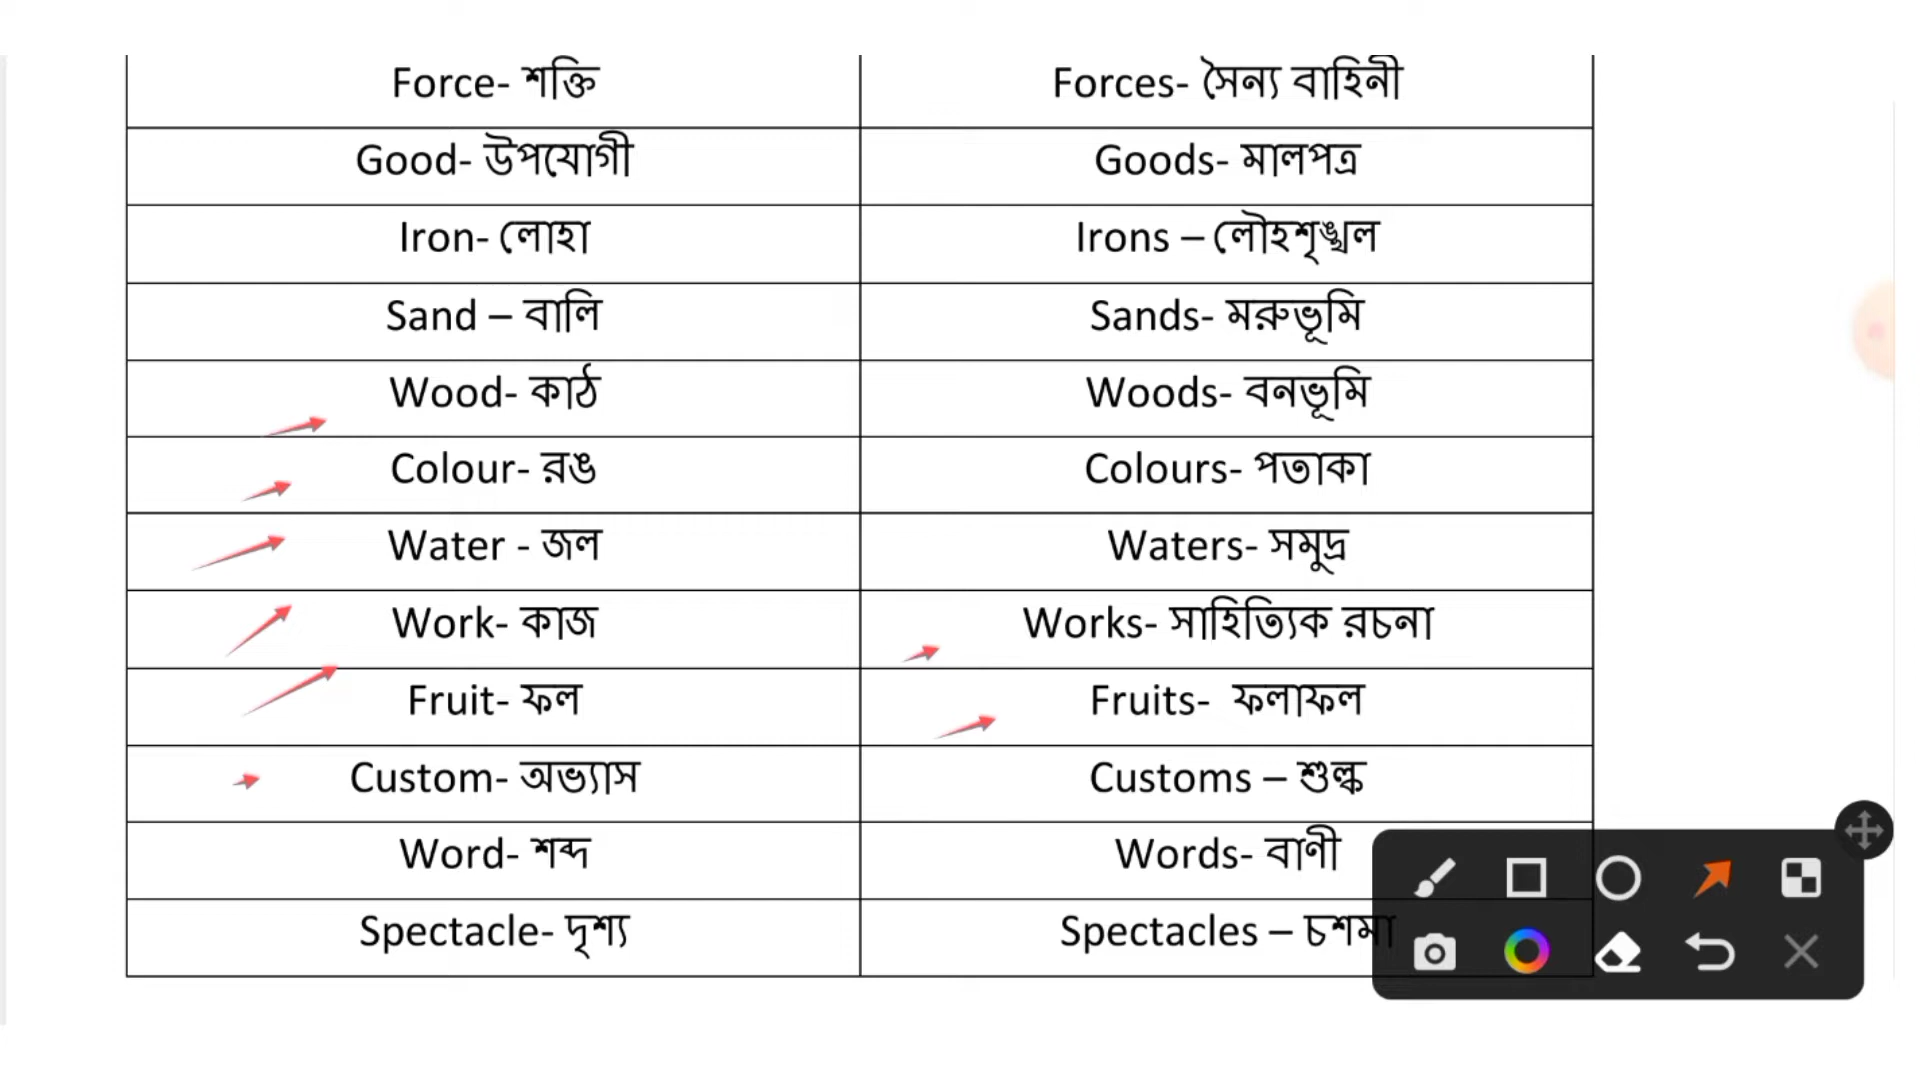 Force- শক্তি
Forces- সৈন্য বাহিনী
Good- উপযোগী
Goods- মালপত্র
Iron- লোহা
Irons – লৌহশৃঙ্খল
Sand – বালি
Sands- মরুভূমি
Wood- কাঠ
Woods- বনভূমি
Colour- রঙ
Colours- পতাকা
Water - জল
Waters- সমুদ্র
Work- কাজ
Works- সাহিত্যিক রচনা
Fruit- ফল
Fruits- ফলাফল
Custom- অভ্যাস
Customs – শুল্ক
Word- শব্দ
Words- বাণী
Spectacle- দৃশ্য
Spectacles – চশমা